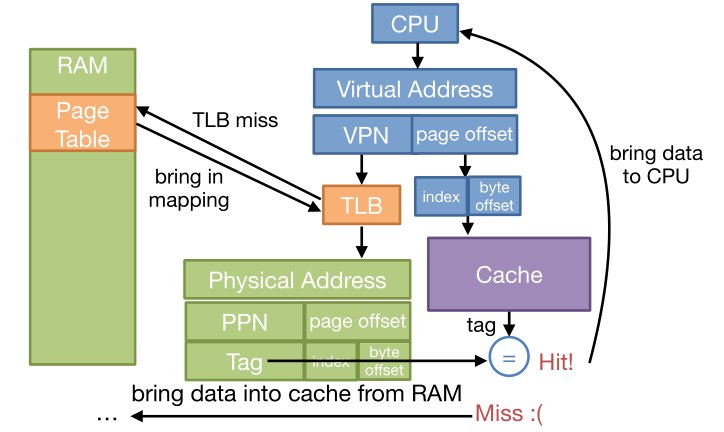 CPU
RAM
Virtual Address
Page
Table
TLB miss
VPN
page offset
bring data
to CPU
bring in
mapping
index
byte
offset
TLB
Physical Address
Cache
PPN
page offset
tag
Tag
index
byte
offset
=
Hit!
bring data into cache from RAM
...
Miss :(